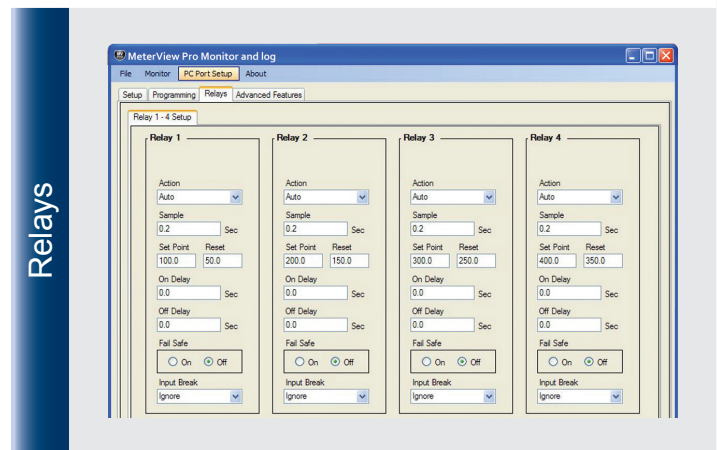 Relays
MeterView Pro Monitor and log
File Monitor PC Port Setup About
Setup Programming Relays Advanced Features
Relay 1 - 4 Setup
Relay 1 Relay 2 Relay 3 Relay 4
Action Action Action Action
Auto Auto Auto Auto
Sample Sample Sample Sample
0.2 Sec 0.2 Sec 0.2 Sec 0.2 Sec
Set Point Reset Set Point Reset Set Point Reset Set Point Reset
100.0 50.0 200.0 150.0 300.0 250.0 400.0 350.0
On Delay On Delay On Delay On Delay
0.0 Sec 0.0 Sec 0.0 Sec 0.0 Sec
Off Delay Off Delay Off Delay Off Delay
0.0 Sec 0.0 Sec 0.0 Sec 0.0 Sec
Fail Safe Fail Safe Fail Safe Fail Safe
On Off On Off On Off On Off
Input Break Input Break Input Break Input Break
Ignore Ignore Ignore Ignore